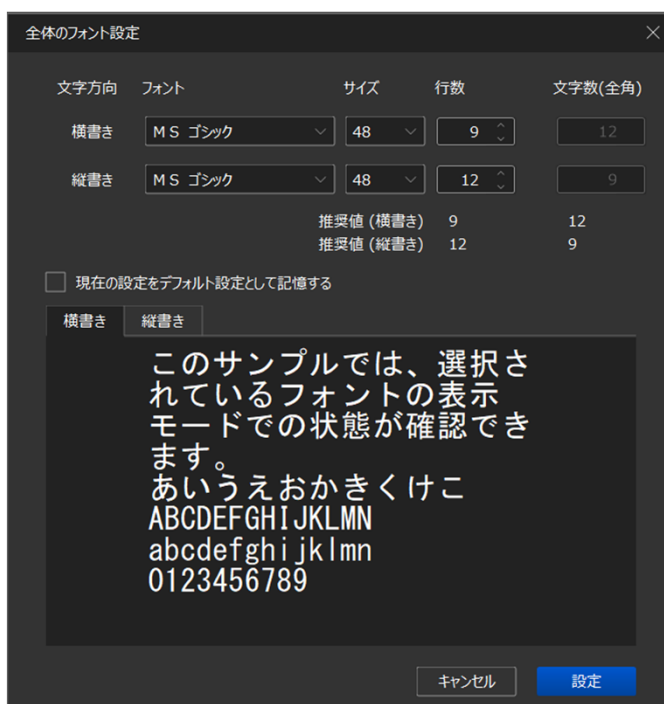 全体のフォント設定
文字方向 フォント サイズ 行数 文字数(全角)
横書き ＭＳ ゴシック 48 9 12
縦書き ＭＳ ゴシック 48 12 9
推奨値 (横書き) 9 12
推奨値 (縦書き) 12 9
現在の設定をデフォルト設定として記憶する
横書き 縦書き
このサンプルでは、選択さ
れているフォントの表示
モードでの状態が確認でき
ます。
あいうえおかきくけこ
ABCDEFGHIJKLMN
abcdefghijklmn
0123456789
キャンセル 設定